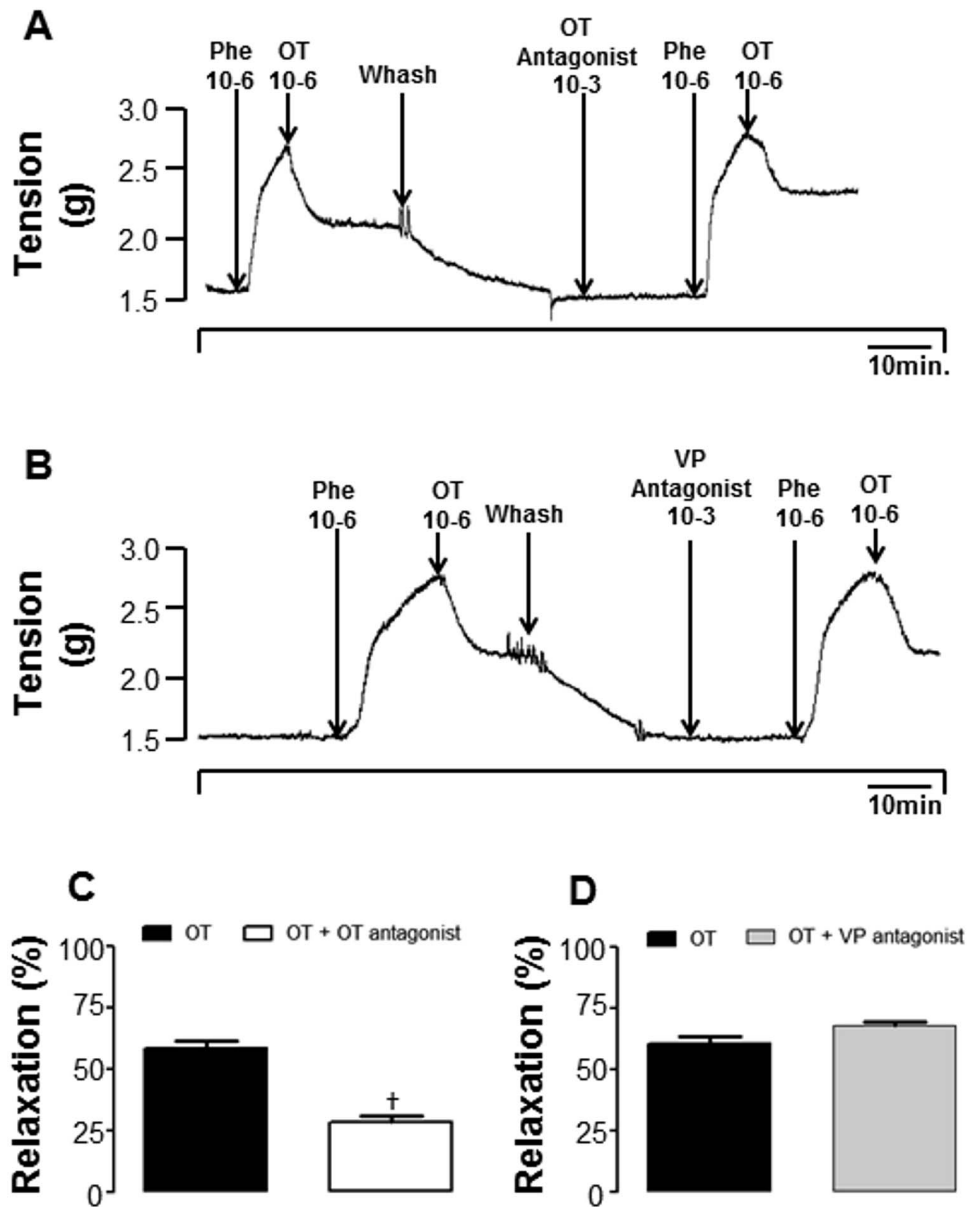 A
Phe
10-6
OT
10-6
Whash
OT
Antagonist
10-3
Phe
10-6
OT
10-6
Tension
(g)
3.0
2.5
2.0
1.5
10min.
B
Phe
10-6
OT
10-6
Whash
VP
Antagonist
10-3
Phe
10-6
OT
10-6
Tension
(g)
3.0
2.5
2.0
1.5
10min
C
OT
OT + OT antagonist
Relaxation (%)
100
75
50
25
0
†
D
OT
OT + VP antagonist
Relaxation (%)
100
75
50
25
0